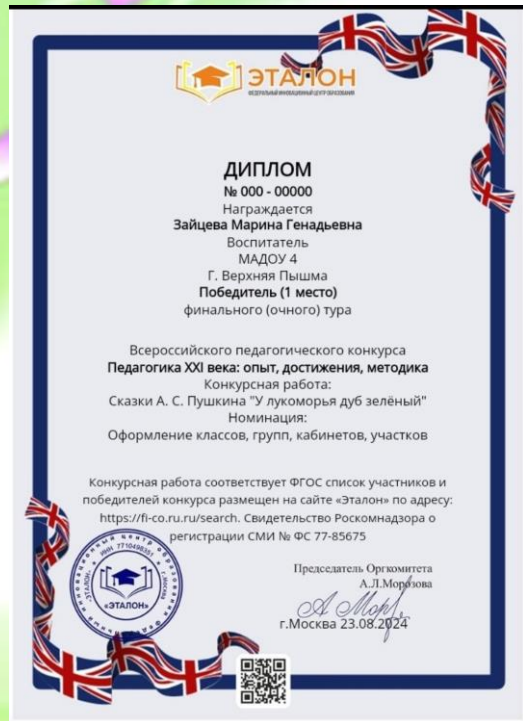 ЭТАЛОН
ФЕДЕРАЛЬНЫЙ ИННОВАЦИОННЫЙ ЦЕНТР ОБРАЗОВАНИЯ
ДИПЛОМ
№ 000 - 00000
Награждается
Зайцева Марина Генадьевна
Воспитатель
МАДОУ 4
Г. Верхняя Пышма
Победитель (1 место)
финального (очного) тура
Всероссийского педагогического конкурса
Педагогика XXI века: опыт, достижения, методика
Конкурсная работа:
Сказки А. С. Пушкина "У лукоморья дуб зелёный"
Номинация:
Оформление классов, групп, кабинетов, участков
Конкурсная работа соответствует ФГОС список участников и
победителей конкурса размещен на сайте «Эталон» по адресу:
https://fi-co.ru.ru/search. Свидетельство Роскомнадзора о
регистрации СМИ № ФС 77-85675
Председатель Оргкомитета
А.Л.Морозова
г.Москва 23.08.2024
«ЭТАЛОН»